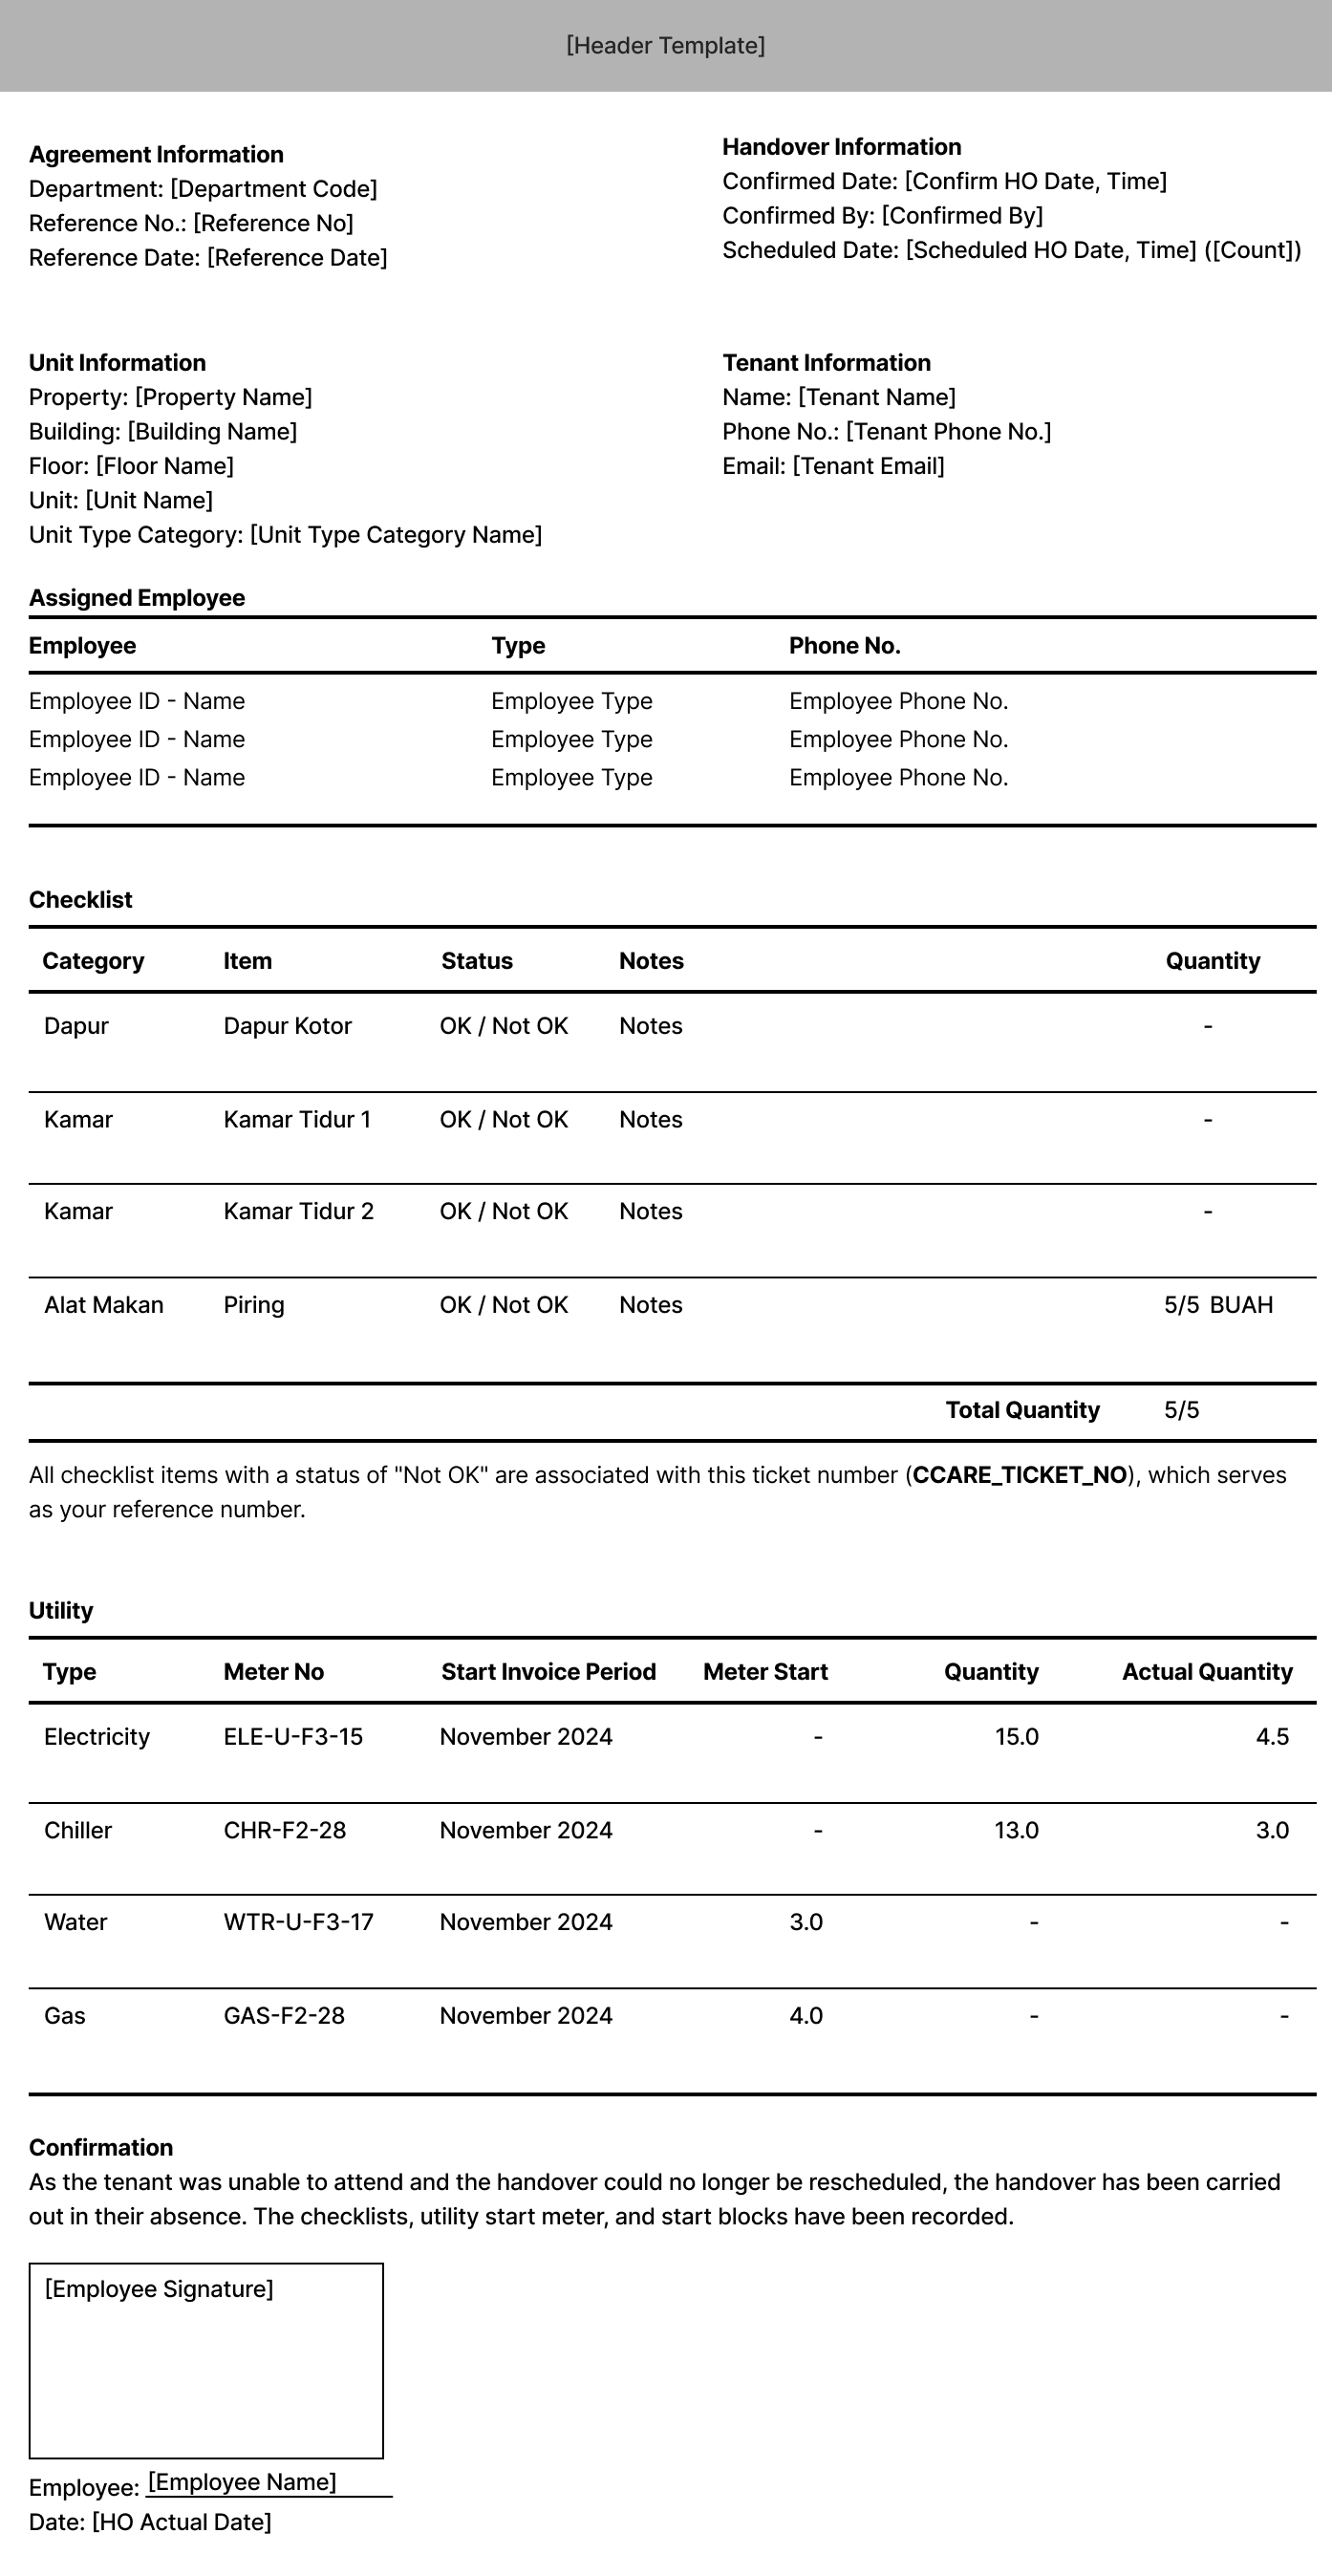 [Header Template]
Agreement Information
Department: [Department Code]
Reference No.: [Reference No]
Reference Date: [Reference Date]
Handover Information
Confirmed Date: [Confirm HO Date, Time]
Confirmed By: [Confirmed By]
Scheduled Date: [Scheduled HO Date, Time] ([Count])
Unit Information
Property: [Property Name]
Building: [Building Name]
Floor: [Floor Name]
Unit: [Unit Name]
Unit Type Category: [Unit Type Category Name]
Tenant Information
Name: [Tenant Name]
Phone No.: [Tenant Phone No.]
Email: [Tenant Email]
Assigned Employee
Employee Type Phone No.
Employee ID - Name Employee Type Employee Phone No.
Employee ID - Name Employee Type Employee Phone No.
Employee ID - Name Employee Type Employee Phone No.
Checklist
Category Item Status Notes Quantity
Dapur Dapur Kotor OK / Not OK Notes -
Kamar Kamar Tidur 1 OK / Not OK Notes -
Kamar Kamar Tidur 2 OK / Not OK Notes -
Alat Makan Piring OK / Not OK Notes 5/5 BUAH
Total Quantity 5/5
All checklist items with a status of "Not OK" are associated with this ticket number (CCARE_TICKET_NO), which serves
as your reference number.
Utility
Type Meter No Start Invoice Period Meter Start Quantity Actual Quantity
Electricity ELE-U-F3-15 November 2024 - 15.0 4.5
Chiller CHR-F2-28 November 2024 - 13.0 3.0
Water WTR-U-F3-17 November 2024 3.0 - -
Gas GAS-F2-28 November 2024 4.0 - -
Confirmation
As the tenant was unable to attend and the handover could no longer be rescheduled, the handover has been carried
out in their absence. The checklists, utility start meter, and start blocks have been recorded.
[Employee Signature]
Employee: [Employee Name]
Date: [HO Actual Date]